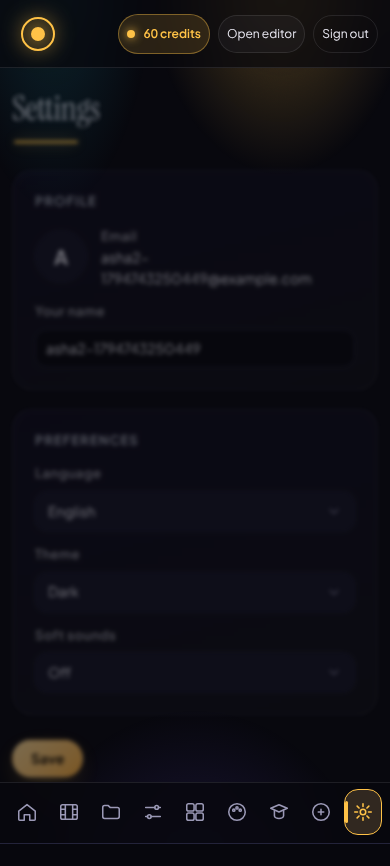 60 credits
Open editor
Sign out
Settings
PROFILE
A
Email
asha2-
1794743250449@example.com
Your name
asha2-1794743250449
PREFERENCES
Language
English
Theme
Dark
Soft sounds
Off
Save